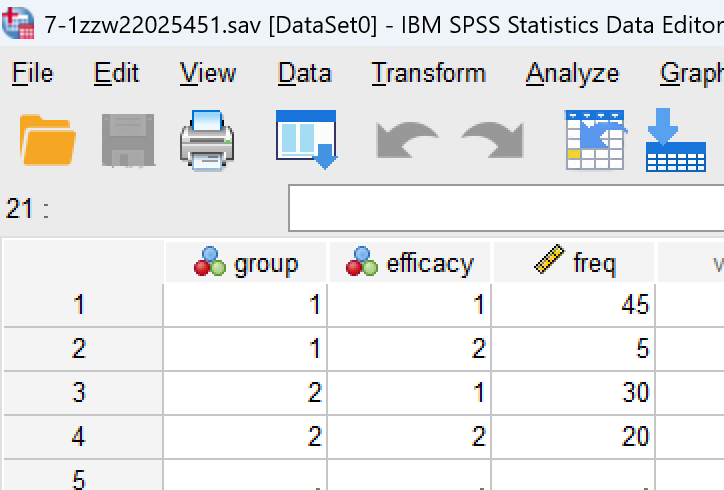 7-1zzw22025451.sav [DataSet0] - IBM SPSS Statistics Data Editor
File Edit View Data Transform Analyze Graph
21 :
group efficacy freq
1 1 1 45
2 1 2 5
3 2 1 30
4 2 2 20
5 . . .